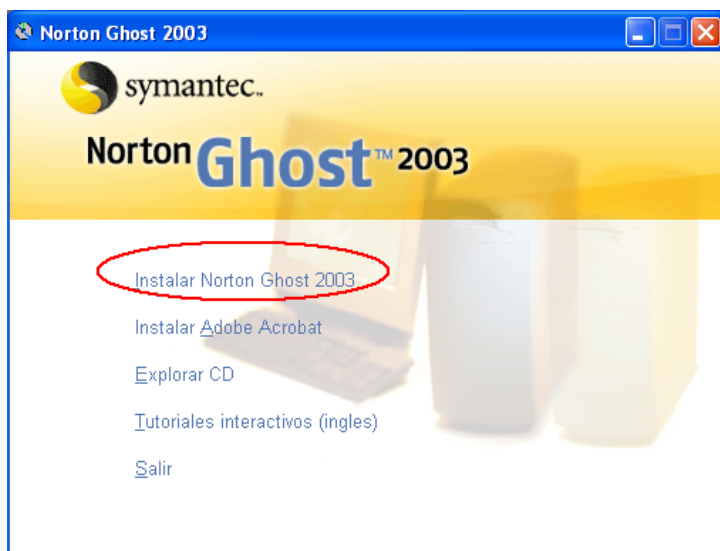 Norton Ghost 2003
symantec™
Norton Ghost™ 2003
Instalar Norton Ghost 2003
Instalar Adobe Acrobat
Explorar CD
Tutoriales interactivos (ingles)
Salir